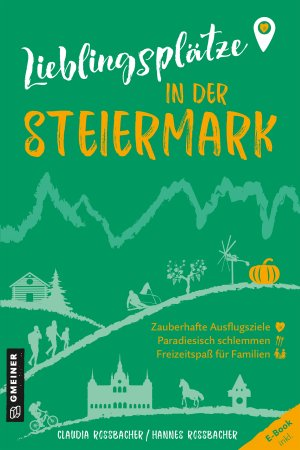 Lieblingsplätze
IN DER
STEIERMARK
Zauberhafte Ausflugsziele
Paradiesisch schlemmen
Freizeitspaß für Familien
GMEINER
CLAUDIA ROSSBACHER / HANNES ROSSBACHER
E-Book
inkl.